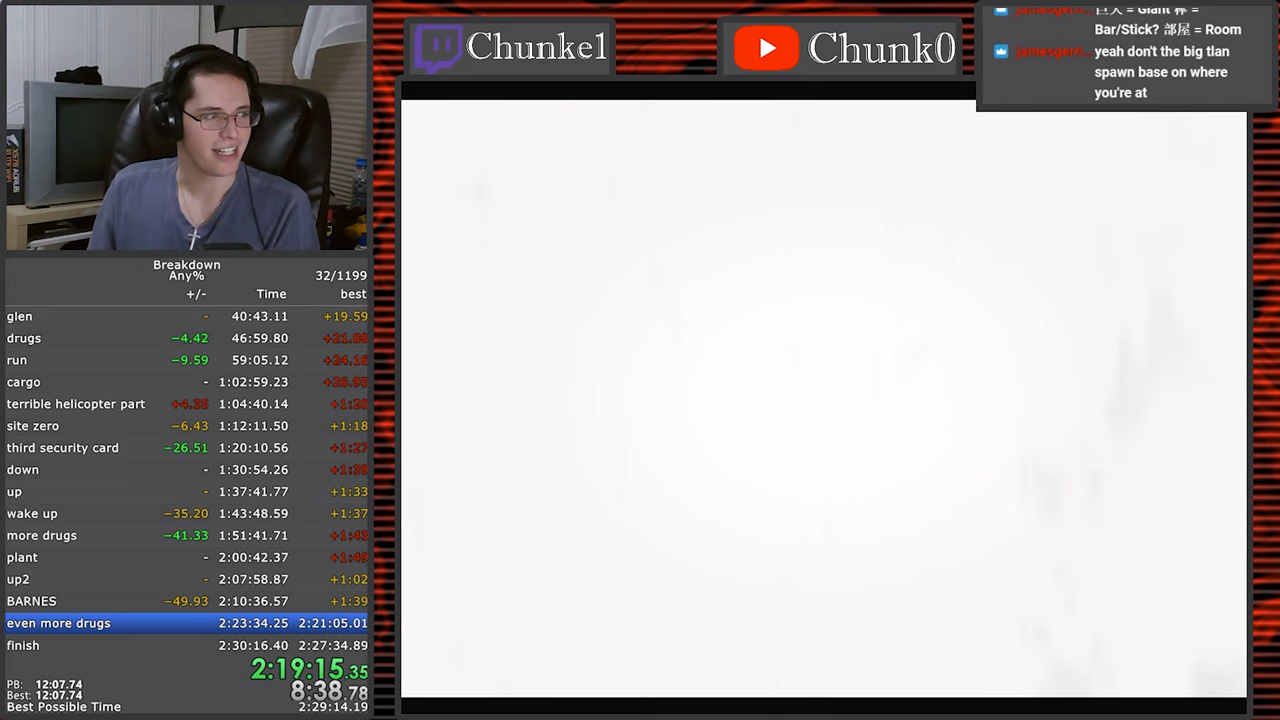 Chunke1
Chunk0
巨人 = Giant 棒 =
Bar/Stick? 部屋 = Room
yeah don't the big tlan
spawn base on where
you're at
Breakdown
Any% 32/1199
+/- Time best
glen - 40:43.11 +19.59
drugs −4.42 46:59.80 +21.88
run −9.59 59:05.12 +24.16
cargo - 1:02:59.23 +26.95
terrible helicopter part +4.35 1:04:40.14 +1:20
site zero −6.43 1:12:11.50 +1:18
third security card −26.51 1:20:10.56 +1:27
down - 1:30:54.26 +1:39
up - 1:37:41.77 +1:33
wake up −35.20 1:43:48.59 +1:37
more drugs −41.33 1:51:41.71 +1:43
plant - 2:00:42.37 +1:49
up2 - 2:07:58.87 +1:02
BARNES −49.93 2:10:36.57 +1:39
even more drugs 2:23:34.25 2:21:05.01
finish 2:30:16.40 2:27:34.89
2:19:15.35
PB: 12:07.74 8:38.78
Best: 12:07.74
Best Possible Time 2:29:14.19